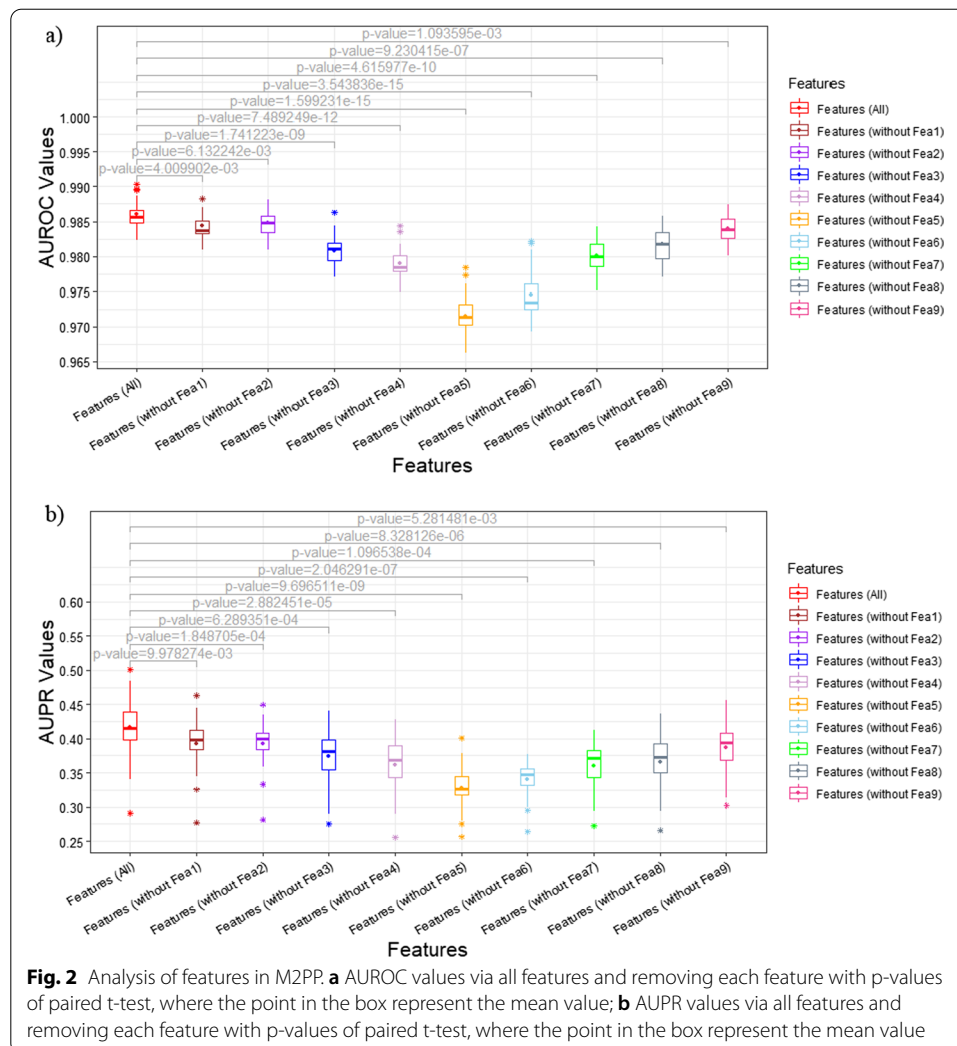 a)
p-value=1.093595e-03
p-value=9.230415e-07
p-value=4.615977e-10
p-value=3.543836e-15
p-value=1.599231e-15
p-value=7.489249e-12
p-value=1.741223e-09
p-value=6.132242e-03
p-value=4.009902e-03
AUROC Values
1.000
0.995
0.990
0.985
0.980
0.975
0.970
0.965
Features (All)
Features (without Fea1)
Features (without Fea2)
Features (without Fea3)
Features (without Fea4)
Features (without Fea5)
Features (without Fea6)
Features (without Fea7)
Features (without Fea8)
Features (without Fea9)
Features
Features
Features (All)
Features (without Fea1)
Features (without Fea2)
Features (without Fea3)
Features (without Fea4)
Features (without Fea5)
Features (without Fea6)
Features (without Fea7)
Features (without Fea8)
Features (without Fea9)
b)
p-value=5.281481e-03
p-value=8.328126e-06
p-value=1.096538e-04
p-value=2.046291e-07
p-value=9.696511e-09
p-value=2.882451e-05
p-value=6.289351e-04
p-value=1.848705e-04
p-value=9.978274e-03
AUPR Values
0.60
0.55
0.50
0.45
0.40
0.35
0.30
0.25
Features (All)
Features (without Fea1)
Features (without Fea2)
Features (without Fea3)
Features (without Fea4)
Features (without Fea5)
Features (without Fea6)
Features (without Fea7)
Features (without Fea8)
Features (without Fea9)
Features
Features
Features (All)
Features (without Fea1)
Features (without Fea2)
Features (without Fea3)
Features (without Fea4)
Features (without Fea5)
Features (without Fea6)
Features (without Fea7)
Features (without Fea8)
Features (without Fea9)
Fig. 2 Analysis of features in M2PP. a AUROC values via all features and removing each feature with p-values
of paired t-test, where the point in the box represent the mean value; b AUPR values via all features and
removing each feature with p-values of paired t-test, where the point in the box represent the mean value